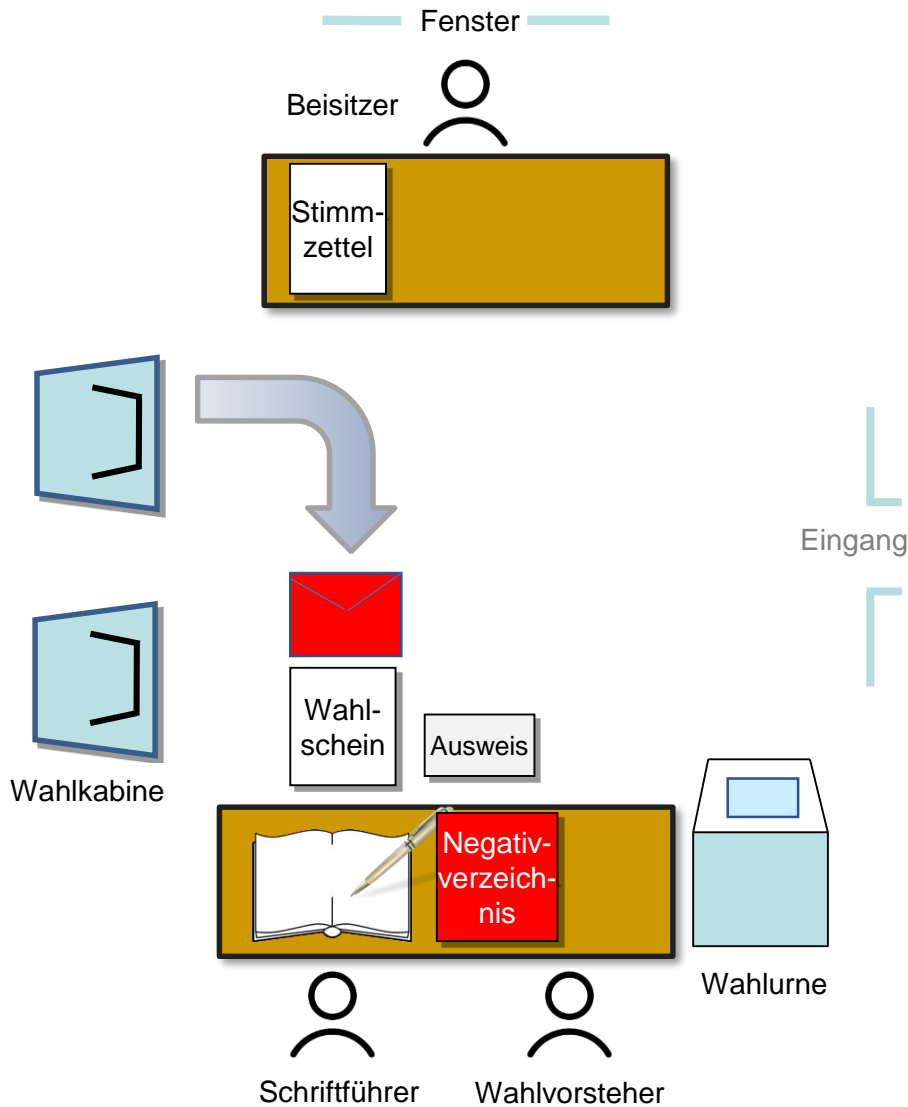 Fenster
Beisitzer
Stimm-
zettel
Eingang
Wahl-
schein
Ausweis
Wahlkabine
Negativ-
verzeich-
nis
Wahlurne
Schriftführer
Wahlvorsteher